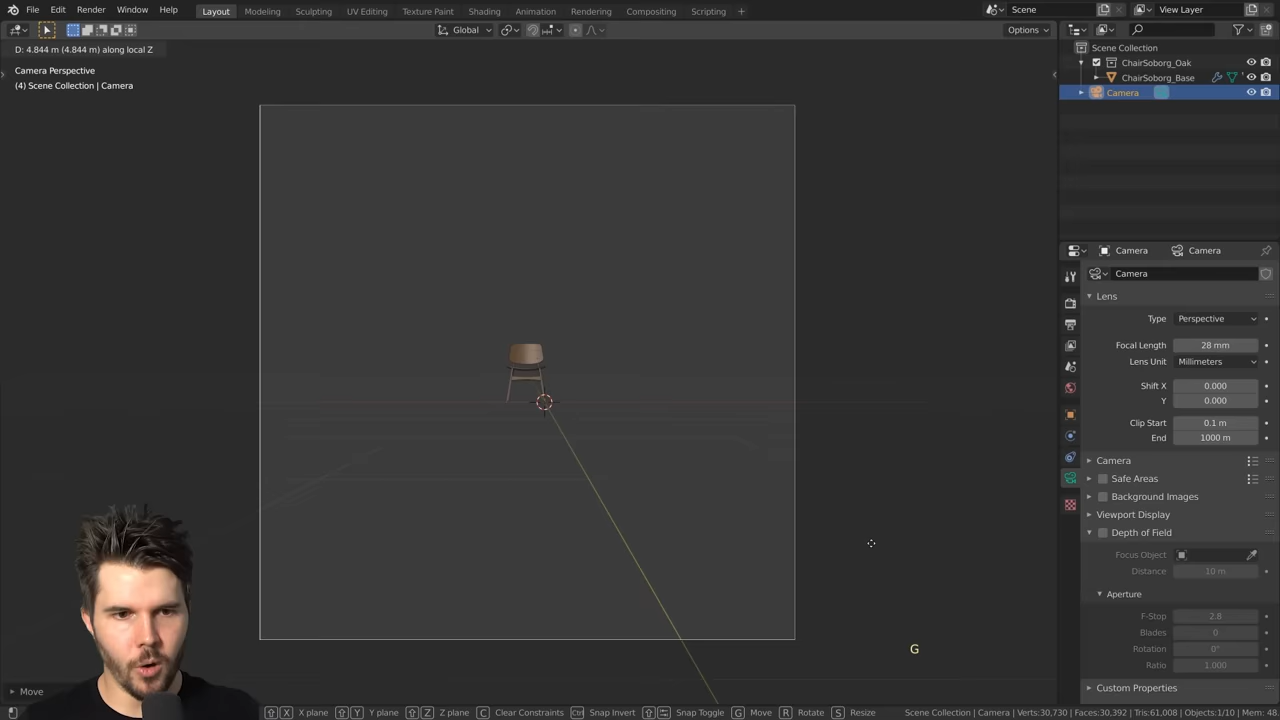 File Edit Render Window Help Layout Modeling Sculpting UV Editing Texture Paint Shading Animation Rendering Compositing Scripting + Scene View Layer
Global Options
D: 4.844 m (4.844 m) along local Z
Camera Perspective
(4) Scene Collection | Camera
Scene Collection
ChairSoborg_Oak
ChairSoborg_Base
Camera
Camera Camera
Camera
Lens
Type Perspective
Focal Length 28 mm
Lens Unit Millimeters
Shift X 0.000
Y 0.000
Clip Start 0.1 m
End 1000 m
Camera
Safe Areas
Background Images
Viewport Display
Depth of Field
Focus Object
Distance 10 m
Aperture
F-Stop 2.8
Blades 0
Rotation 0°
Ratio 1.000
Custom Properties
G
Move
X X plane Y Y plane Z Z plane C Clear Constraints Ctrl Snap Invert Snap Toggle G Move R Rotate S Resize Scene Collection | Camera | Verts:30,730 | Faces:30,392 | Tris:61,008 | Objects:1/10 | Mem: 48